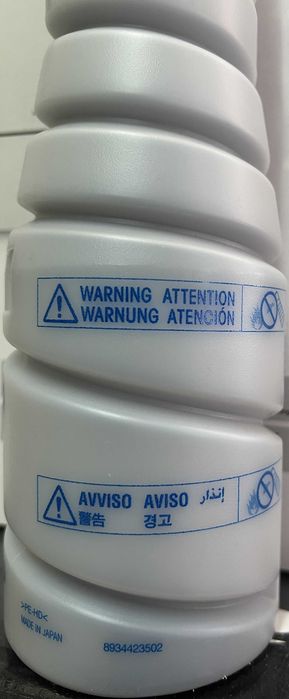 WARNING ATTENTION
WARNUNG ATENCIÓN
AVVISO AVISO إنذار
警告 경고
>PE-HD<
MADE IN JAPAN
8934423502